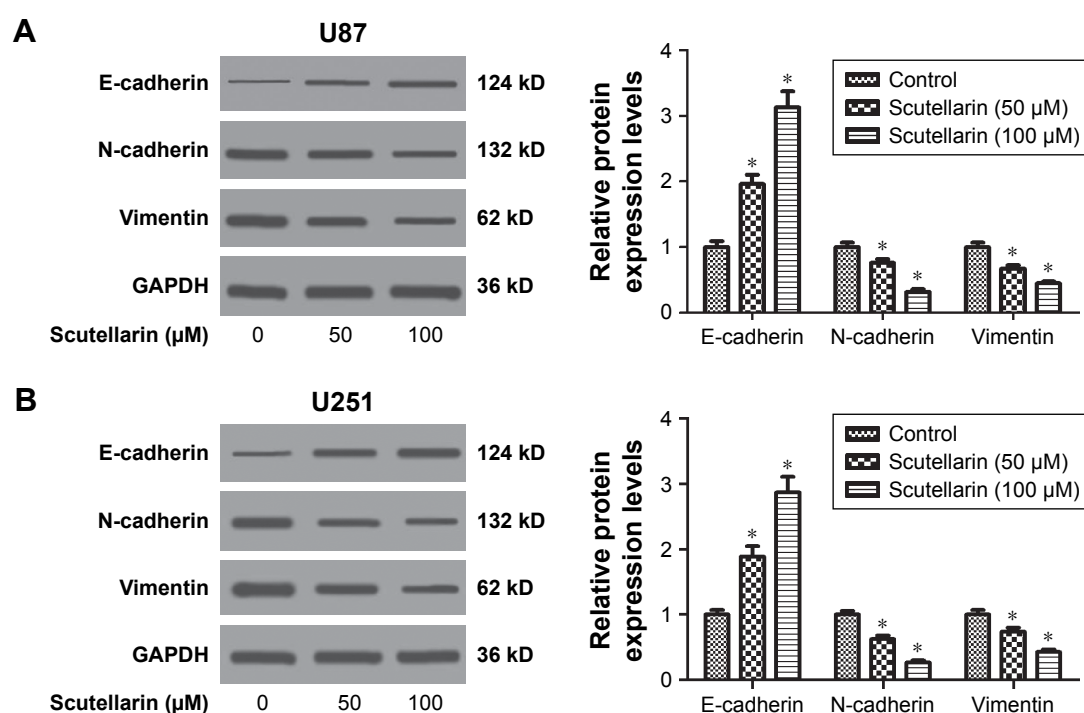 A
U87
E-cadherin
124 kD
N-cadherin
132 kD
Vimentin
62 kD
GAPDH
36 kD
Scutellarin (µM) 0 50 100
Relative protein
expression levels
4
3
2
1
0
* * * * * *
E-cadherin N-cadherin Vimentin
Control
Scutellarin (50 µM)
Scutellarin (100 µM)
B
U251
E-cadherin
124 kD
N-cadherin
132 kD
Vimentin
62 kD
GAPDH
36 kD
Scutellarin (µM) 0 50 100
Relative protein
expression levels
4
3
2
1
0
* * * * * *
E-cadherin N-cadherin Vimentin
Control
Scutellarin (50 µM)
Scutellarin (100 µM)